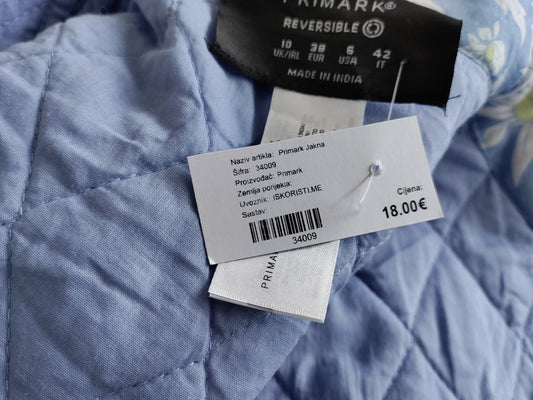 PRIMARK®
REVERSIBLE
10 38 6 42
UK/IRL EUR USA IT
MADE IN INDIA
Naziv artikla: Primark Jakna
Šifra: 34009
Proizvođač: Primark
Zemlja porijekla:
Uvoznik: ISKORISTI.ME
Sastav:
34009
Cijena:
18.00€
PRIMA